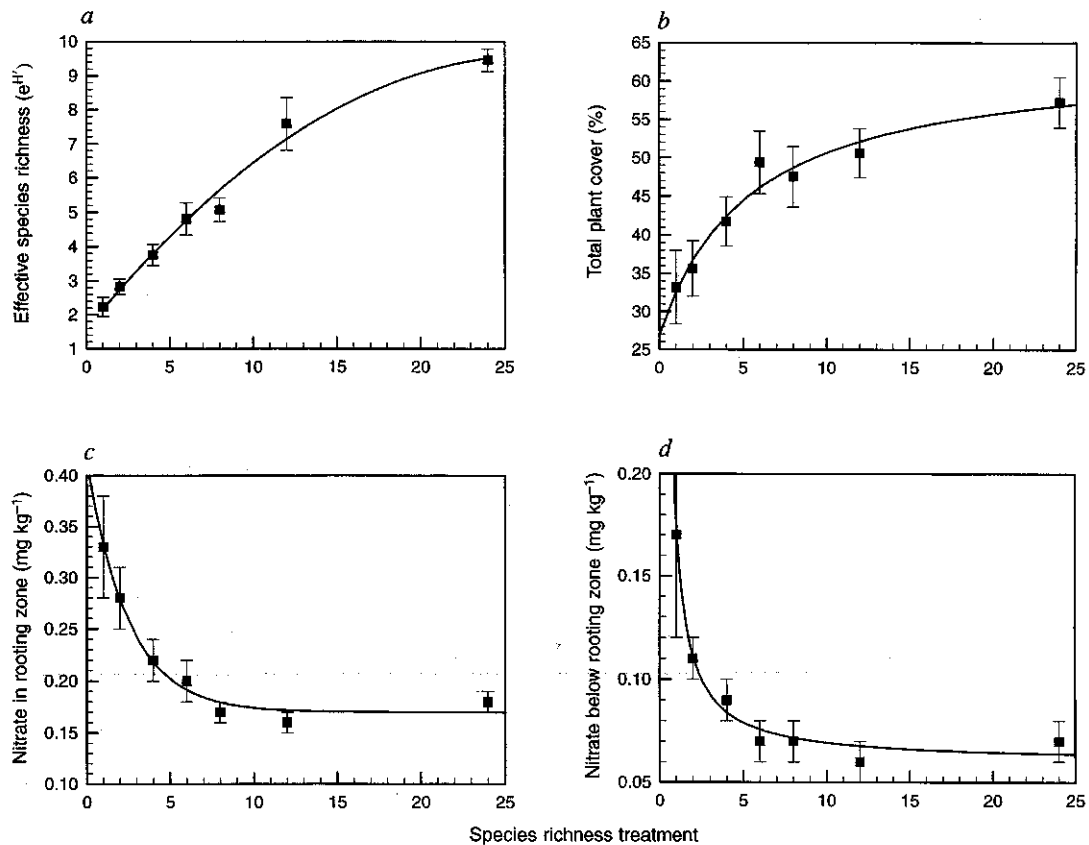 a
Effective species richness (e^H′)
10
9
8
7
6
5
4
3
2
1
0 5 10 15 20 25
b
Total plant cover (%)
65
60
55
50
45
40
35
30
25
0 5 10 15 20 25
c
Nitrate in rooting zone (mg kg⁻¹)
0.40
0.35
0.30
0.25
0.20
0.15
0.10
0 5 10 15 20 25
d
Nitrate below rooting zone (mg kg⁻¹)
0.20
0.15
0.10
0.05
0 5 10 15 20 25
Species richness treatment